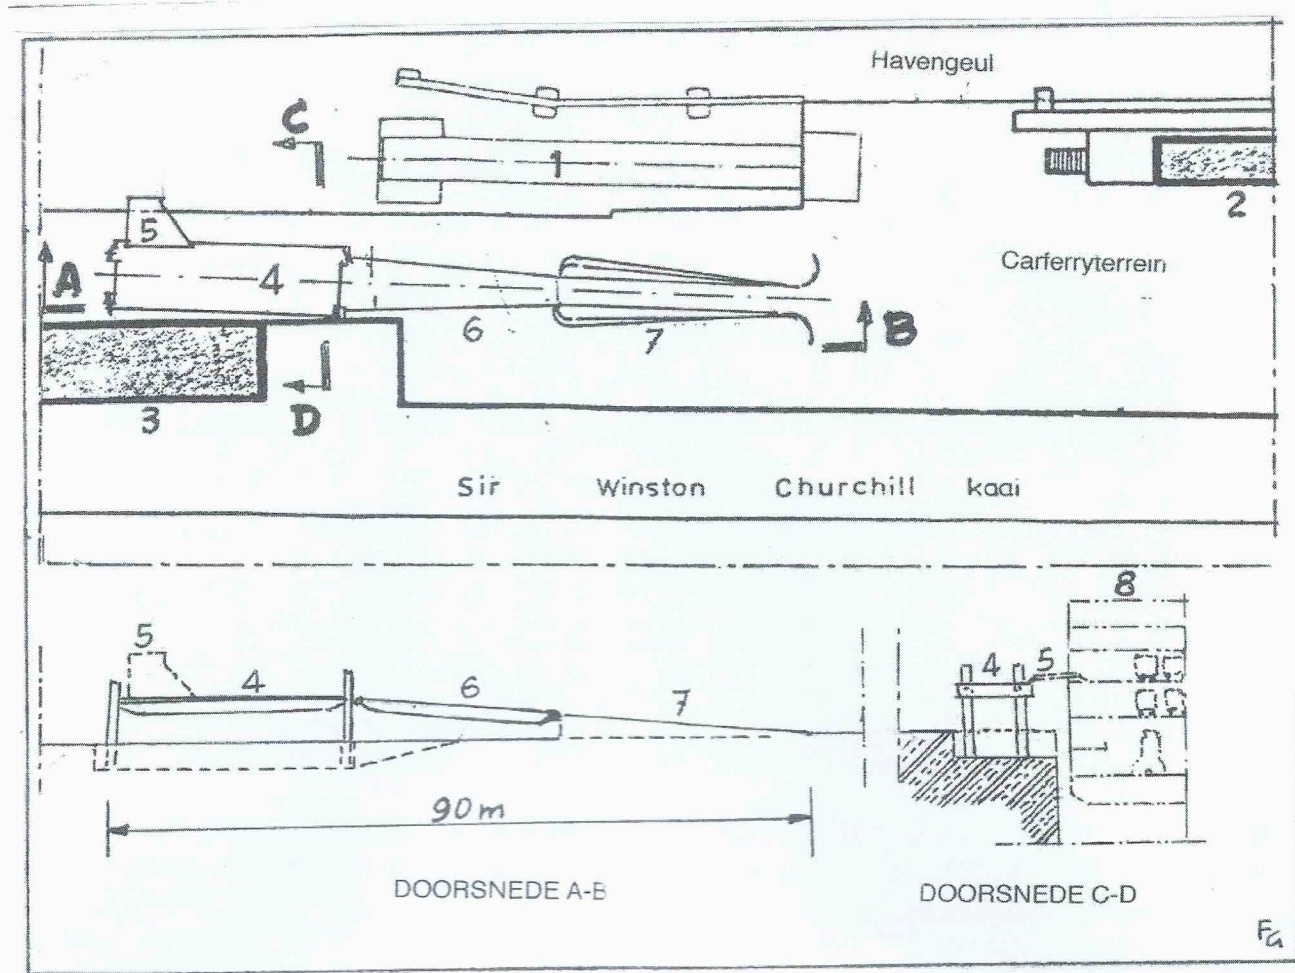 Havengeul
C
1
2
5
A
4
Carferryterrein
6
7
B
3
D
Sir Winston Churchill kaai
8
5
4
6
7
4
5
90m
DOORSNEDE A-B
DOORSNEDE C-D
FG